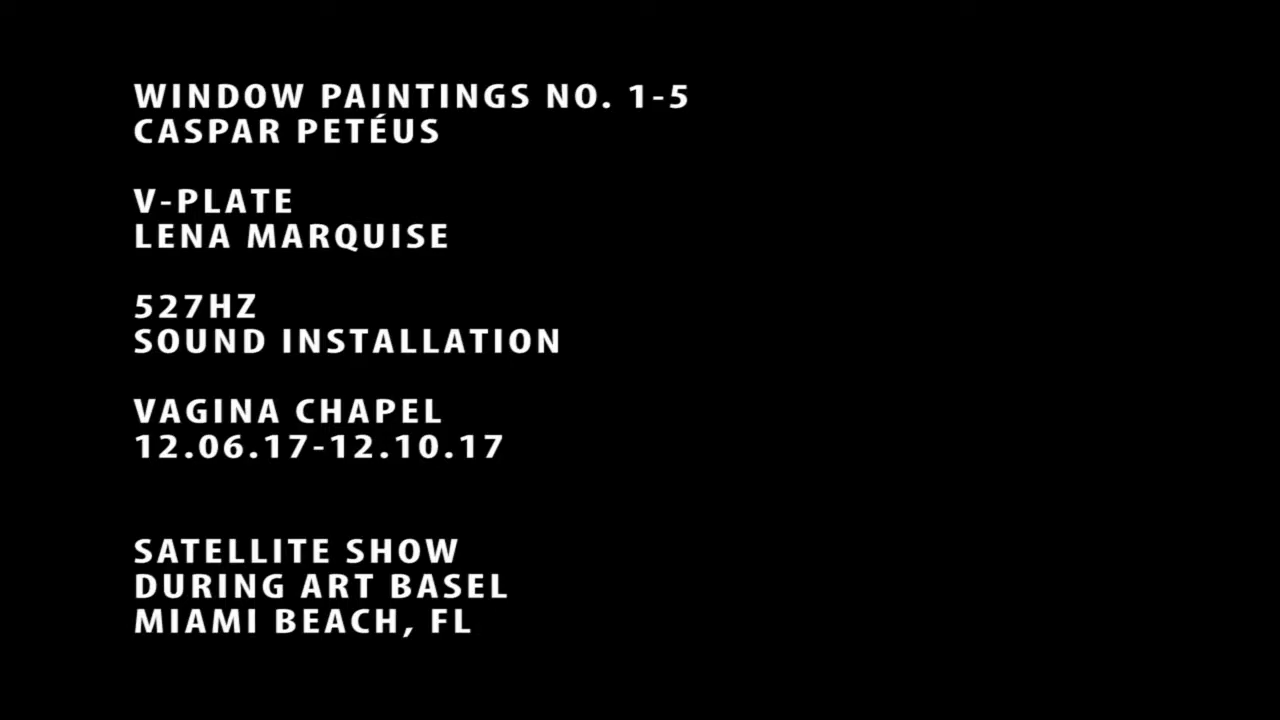 WINDOW PAINTINGS NO. 1-5
CASPAR PETÉUS
V-PLATE
LENA MARQUISE
527HZ
SOUND INSTALLATION
VAGINA CHAPEL
12.06.17-12.10.17
SATELLITE SHOW
DURING ART BASEL
MIAMI BEACH, FL